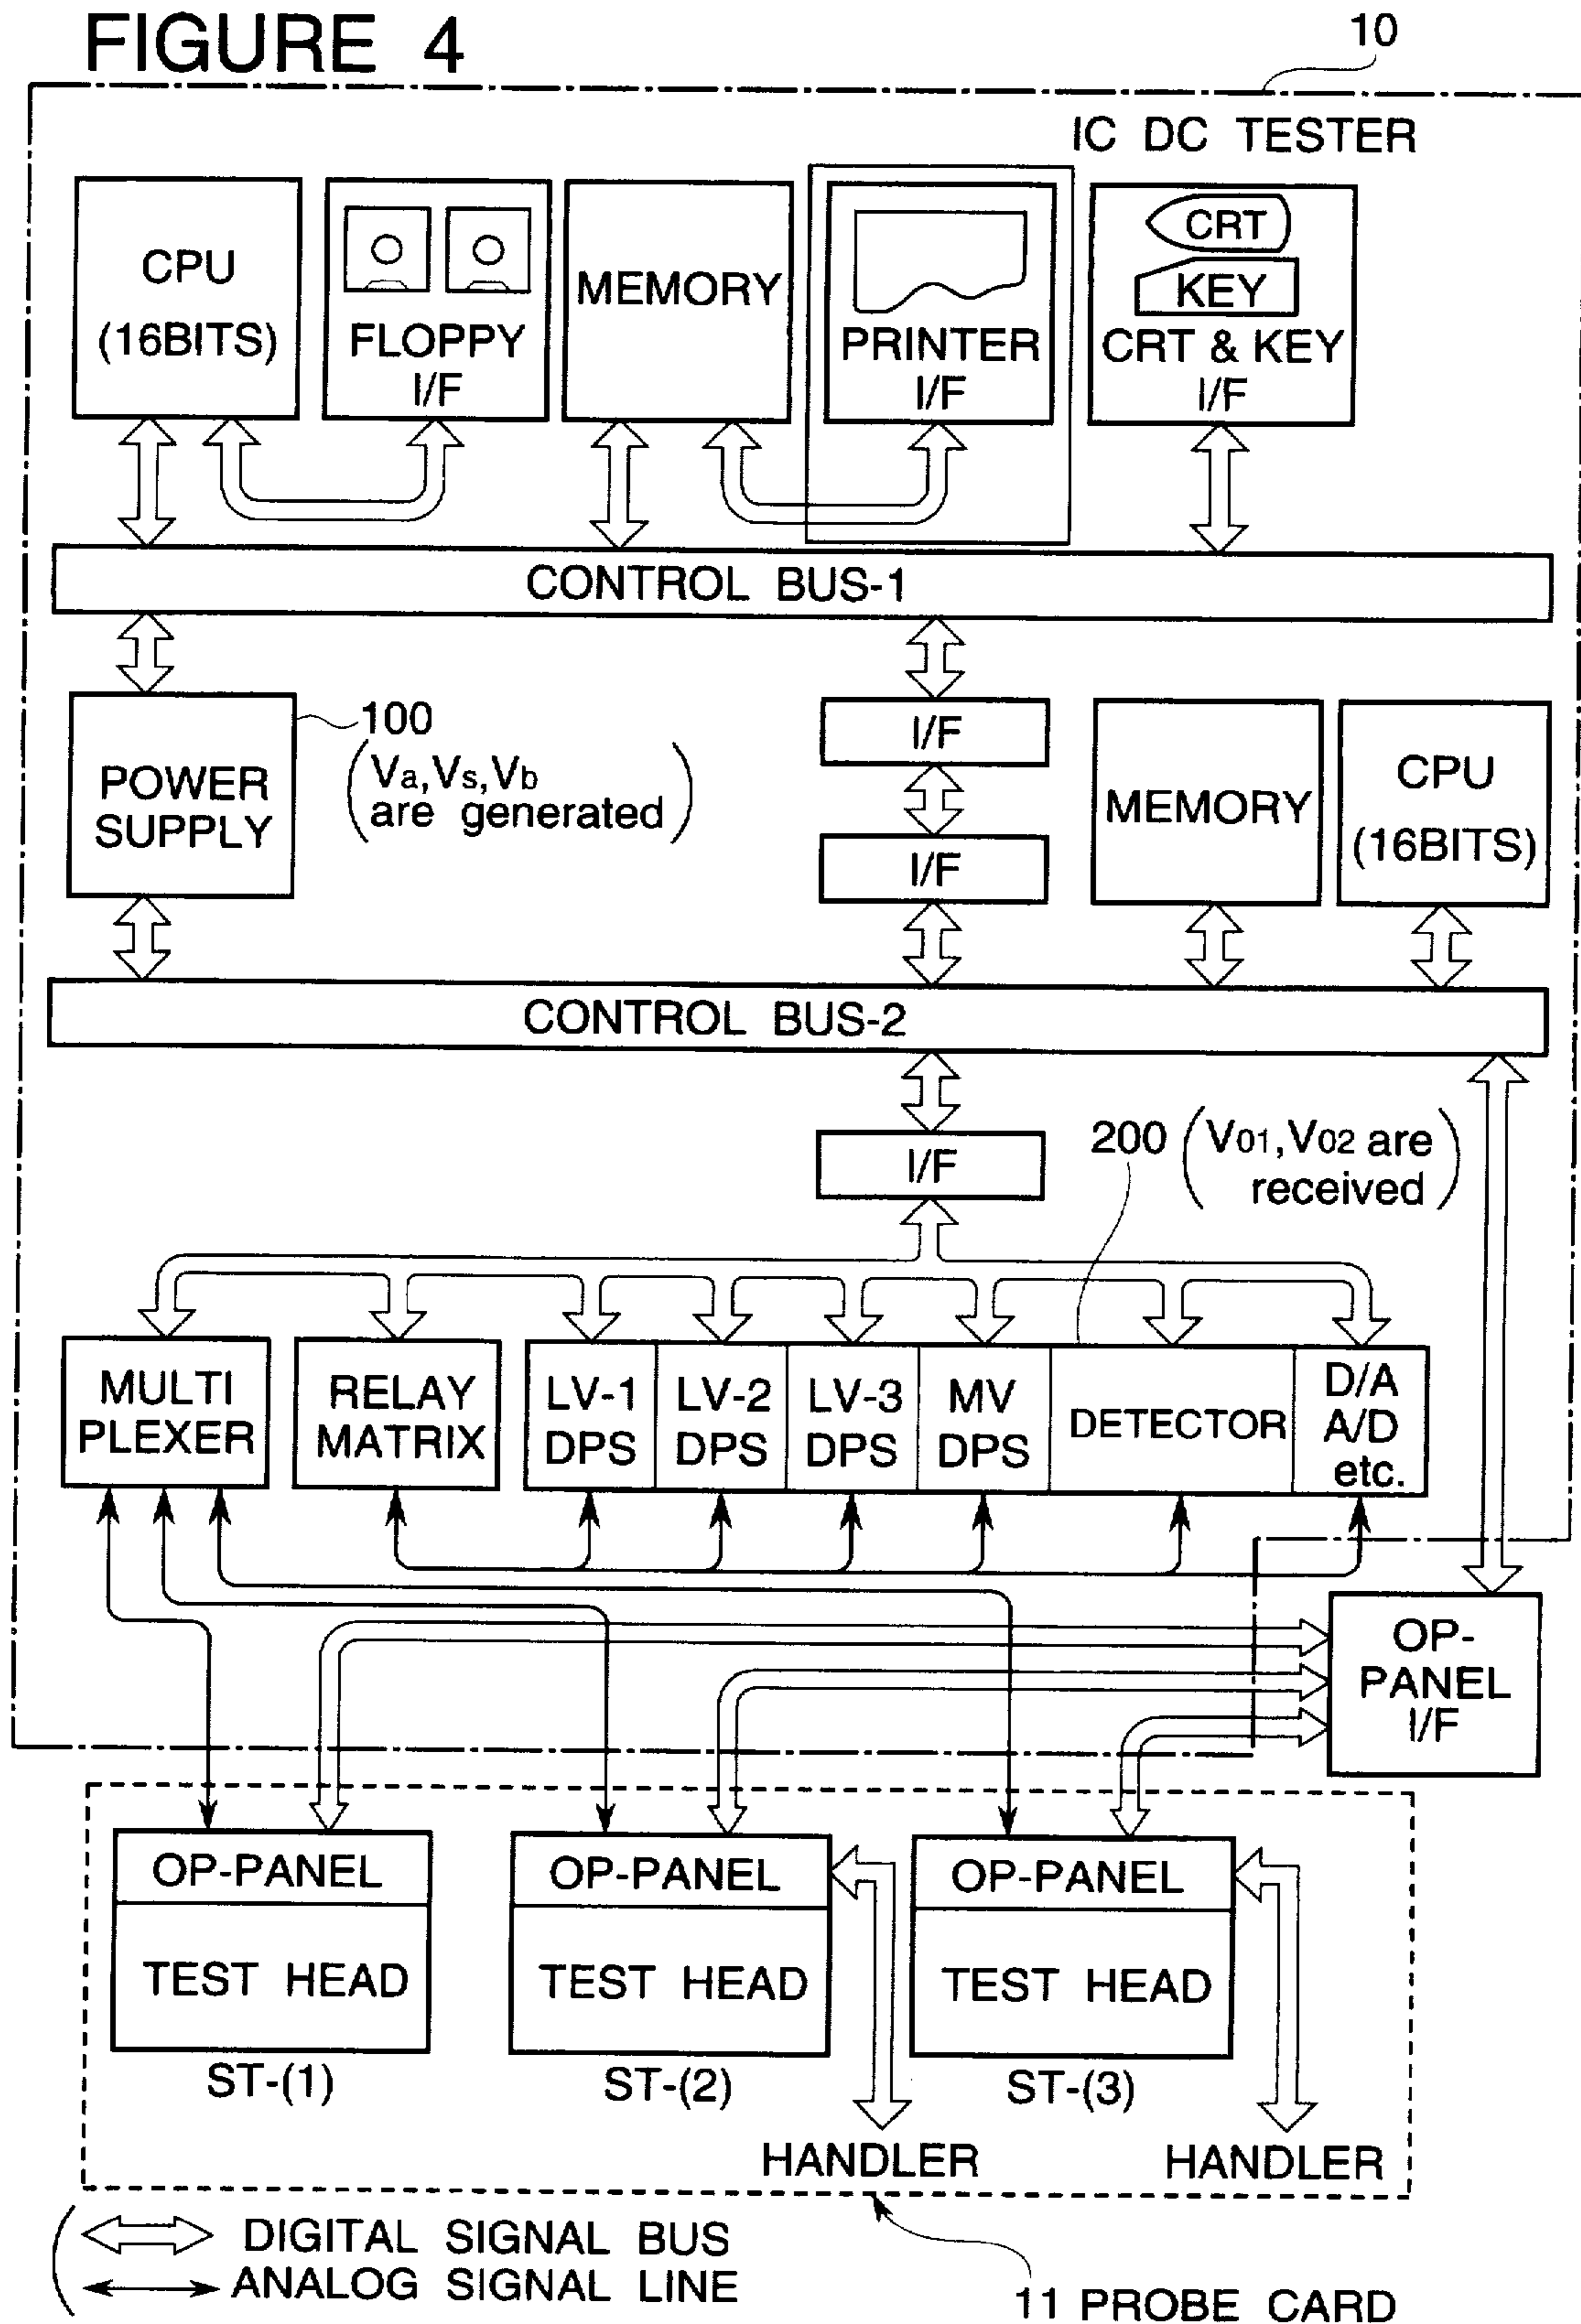 FIGURE 4
10
IC DC TESTER
CPU
(16BITS)
FLOPPY
I/F
MEMORY
PRINTER
I/F
CRT
KEY
CRT & KEY
I/F
CONTROL BUS-1
POWER
SUPPLY
100
(Va,Vs,Vb
are generated)
I/F
I/F
MEMORY
CPU
(16BITS)
CONTROL BUS-2
I/F
200
(V01,V02 are
received)
MULTI
PLEXER
RELAY
MATRIX
LV-1
DPS
LV-2
DPS
LV-3
DPS
MV
DPS
DETECTOR
D/A
A/D
etc.
OP-
PANEL
I/F
OP-PANEL
TEST HEAD
ST-(1)
OP-PANEL
TEST HEAD
ST-(2)
OP-PANEL
TEST HEAD
ST-(3)
HANDLER
HANDLER
DIGITAL SIGNAL BUS
ANALOG SIGNAL LINE
11 PROBE CARD